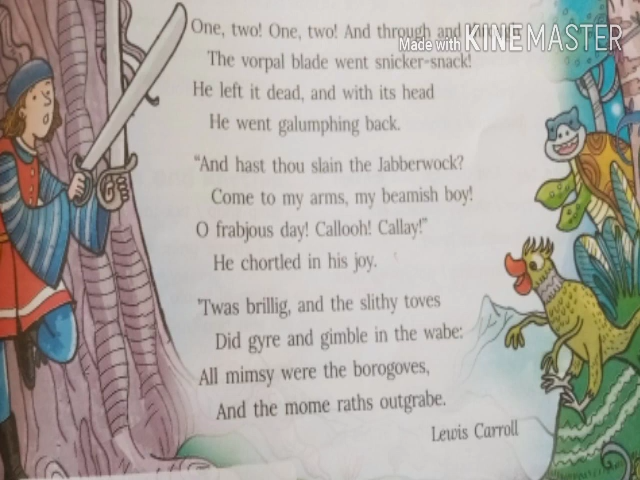 One, two! One, two! And through and
Made with KINEMASTER
The vorpal blade went snicker-snack!
He left it dead, and with its head
He went galumphing back.
"And hast thou slain the Jabberwock?
Come to my arms, my beamish boy!
O frabjous day! Callooh! Callay!"
He chortled in his joy.
'Twas brillig, and the slithy toves
Did gyre and gimble in the wabe:
All mimsy were the borogoves,
And the mome raths outgrabe.
Lewis Carroll